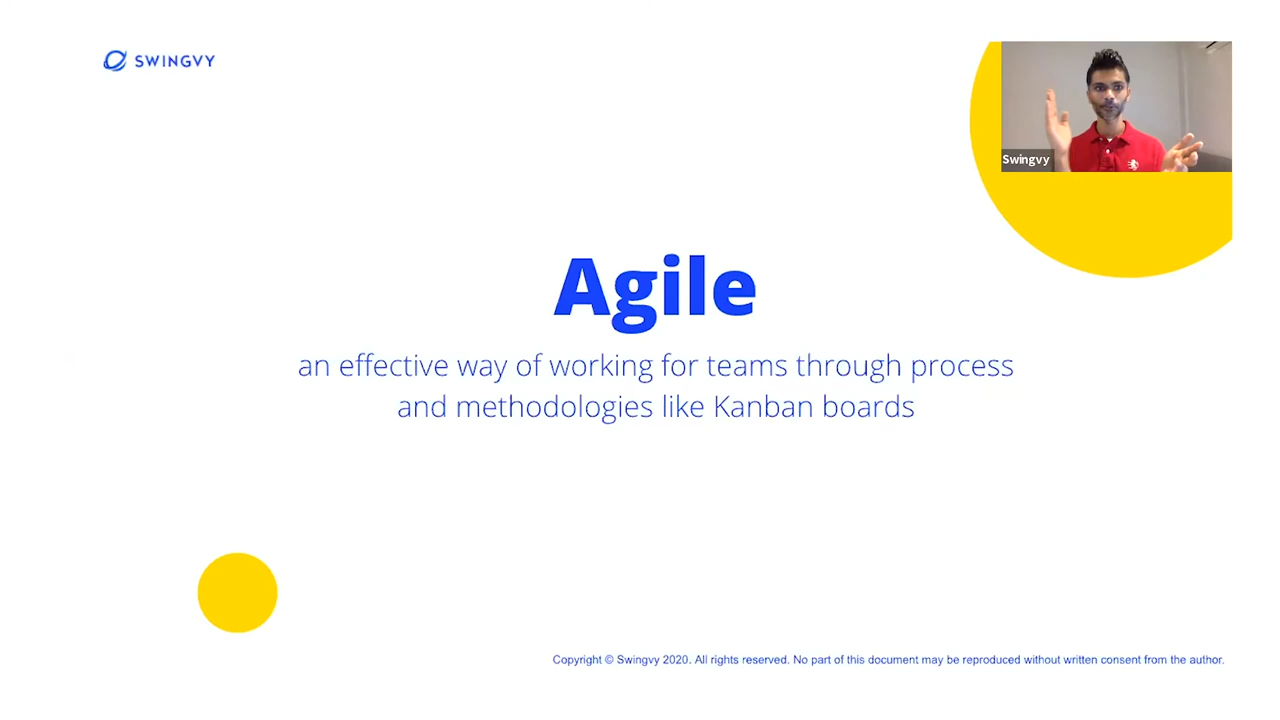 SWINGVY
Swingvy
Agile
an effective way of working for teams through process
and methodologies like Kanban boards
Copyright © Swingvy 2020. All rights reserved. No part of this document may be reproduced without written consent from the author.